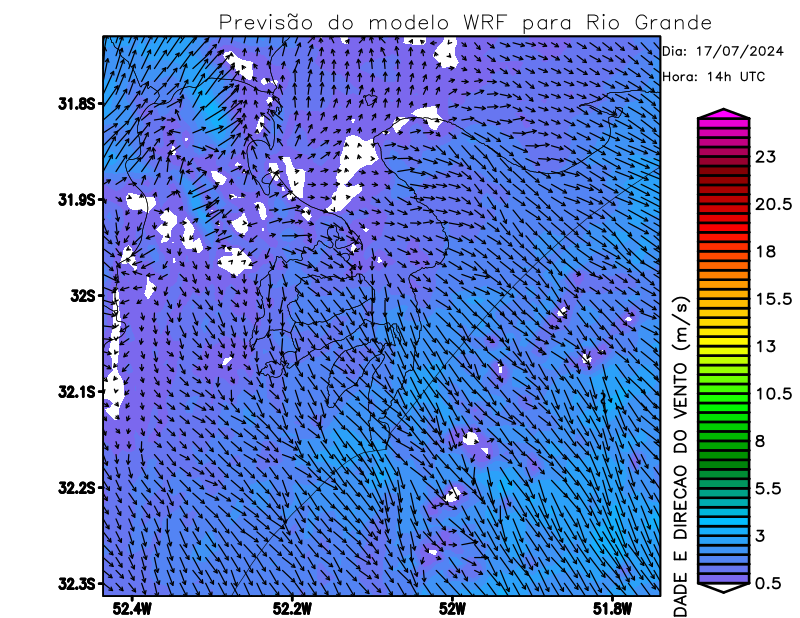 Previsão do modelo WRF para Rio Grande
Dia: 17/07/2024
Hora: 14h UTC
31.8S
31.9S
32S
32.1S
32.2S
32.3S
52.4W
52.2W
52W
51.8W
23
20.5
18
15.5
13
10.5
8
5.5
3
0.5
DADE E DIRECAO DO VENTO (m/s)